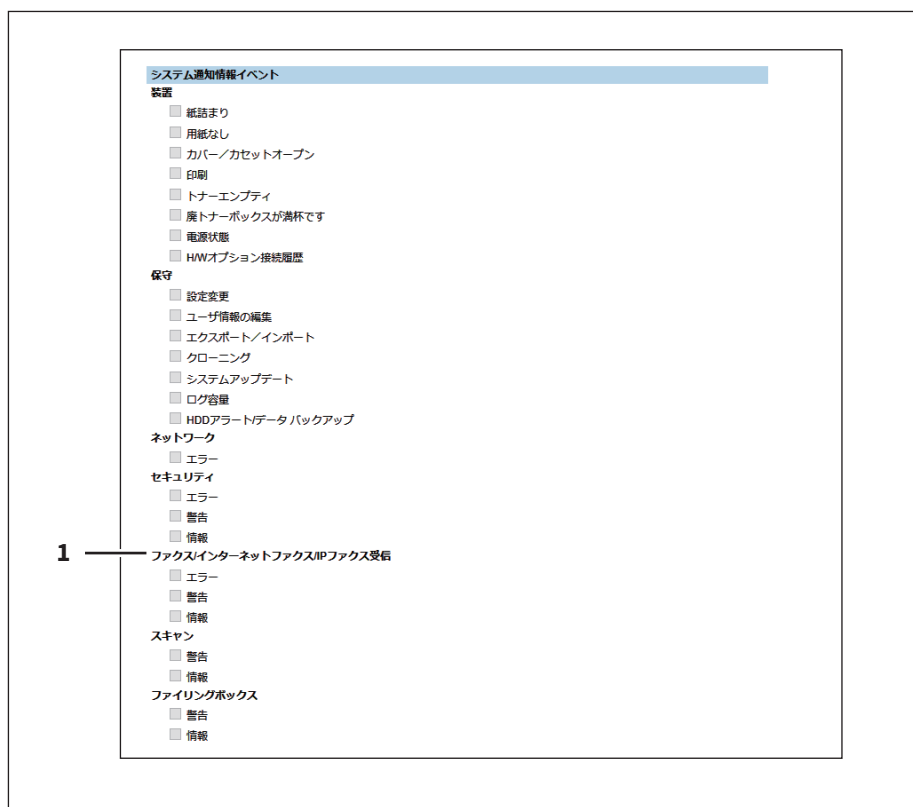 システム通知情報イベント
装置
紙詰まり
用紙なし
カバー／カセットオープン
印刷
トナーエンプティ
廃トナーボックスが満杯です
電源状態
H/Wオプション接続履歴
保守
設定変更
ユーザ情報の編集
エクスポート／インポート
クローニング
システムアップデート
ログ容量
HDDアラート/データ バックアップ
ネットワーク
エラー
セキュリティ
エラー
警告
情報
1 ファクス/インターネットファクス/IPファクス受信
エラー
警告
情報
スキャン
警告
情報
ファイリングボックス
警告
情報